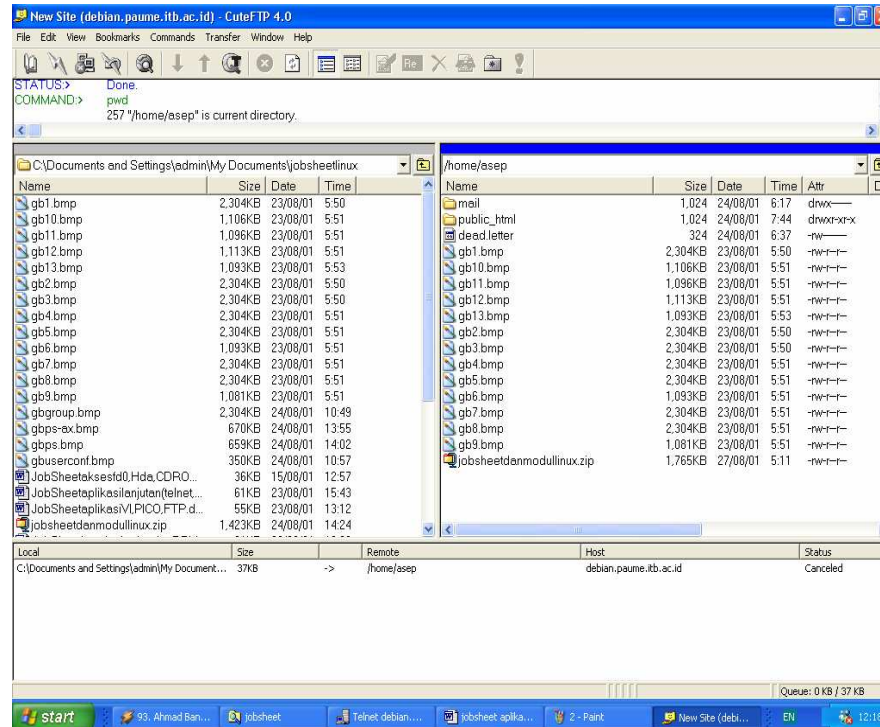 New Site (debian.paume.itb.ac.id) - CuteFTP 4.0
File Edit View Bookmarks Commands Transfer Window Help
STATUS:> Done.
COMMAND:> pwd
257 "/home/asep" is current directory.
C:\Documents and Settings\admin\My Documents\jobsheetlinux
Name Size Date Time
gb1.bmp 2,304KB 23/08/01 5:50
gb10.bmp 1,106KB 23/08/01 5:51
gb11.bmp 1,096KB 23/08/01 5:51
gb12.bmp 1,113KB 23/08/01 5:51
gb13.bmp 1,093KB 23/08/01 5:53
gb2.bmp 2,304KB 23/08/01 5:50
gb3.bmp 2,304KB 23/08/01 5:50
gb4.bmp 2,304KB 23/08/01 5:51
gb5.bmp 2,304KB 23/08/01 5:51
gb6.bmp 1,093KB 23/08/01 5:51
gb7.bmp 2,304KB 23/08/01 5:51
gb8.bmp 2,304KB 23/08/01 5:51
gb9.bmp 1,081KB 23/08/01 5:51
gbgroup.bmp 2,304KB 24/08/01 10:49
gbps-ax.bmp 670KB 24/08/01 13:55
gbps.bmp 659KB 24/08/01 14:02
gbuserconf.bmp 350KB 24/08/01 10:57
JobSheetaksesfd0,Hda,CDRO... 36KB 15/08/01 12:57
JobSheetaplikasilanjutan(telnet,... 61KB 23/08/01 15:43
JobSheetaplikasiVI,PICO,FTP.d... 55KB 23/08/01 13:12
jobsheetdanmodullinux.zip 1,423KB 24/08/01 14:24
/home/asep
Name Size Date Time Attr
mail 1,024 24/08/01 6:17 drwx------
public_html 1,024 24/08/01 7:44 drwxr-xr-x
dead.letter 324 24/08/01 6:37 -rw-------
gb1.bmp 2,304KB 23/08/01 5:50 -rw-r--r--
gb10.bmp 1,106KB 23/08/01 5:51 -rw-r--r--
gb11.bmp 1,096KB 23/08/01 5:51 -rw-r--r--
gb12.bmp 1,113KB 23/08/01 5:51 -rw-r--r--
gb13.bmp 1,093KB 23/08/01 5:53 -rw-r--r--
gb2.bmp 2,304KB 23/08/01 5:50 -rw-r--r--
gb3.bmp 2,304KB 23/08/01 5:50 -rw-r--r--
gb4.bmp 2,304KB 23/08/01 5:51 -rw-r--r--
gb5.bmp 2,304KB 23/08/01 5:51 -rw-r--r--
gb6.bmp 1,093KB 23/08/01 5:51 -rw-r--r--
gb7.bmp 2,304KB 23/08/01 5:51 -rw-r--r--
gb8.bmp 2,304KB 23/08/01 5:51 -rw-r--r--
gb9.bmp 1,081KB 23/08/01 5:51 -rw-r--r--
jobsheetdanmodullinux.zip 1,765KB 27/08/01 5:11 -rw-r--r--
Local Size Remote Host Status
C:\Documents and Settings\admin\My Document... 37KB -> /home/asep debian.paume.itb.ac.id Canceled
Queue: 0 KB / 37 KB
start 93. Ahmad Ban... jobsheet Telnet debian.... jobsheet aplika... 2 - Paint New Site (debi... EN